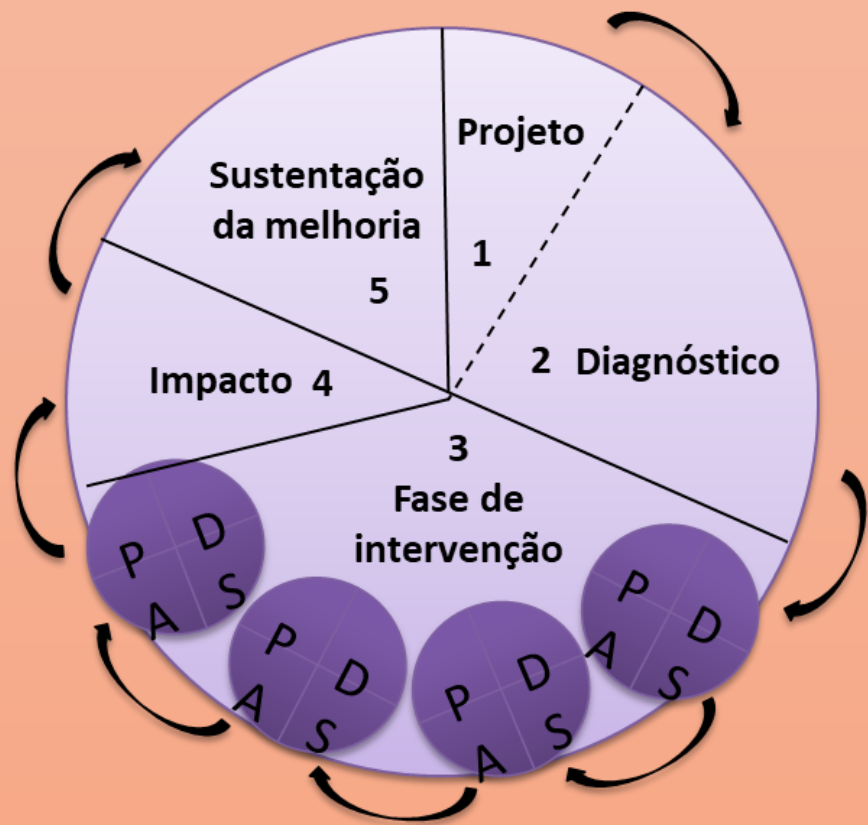 Projeto
1
2 Diagnóstico
3
Fase de
intervenção
P D
A S
P D
A S
P D
A S
P D
A S
Impacto 4
Sustentação
da melhoria
5